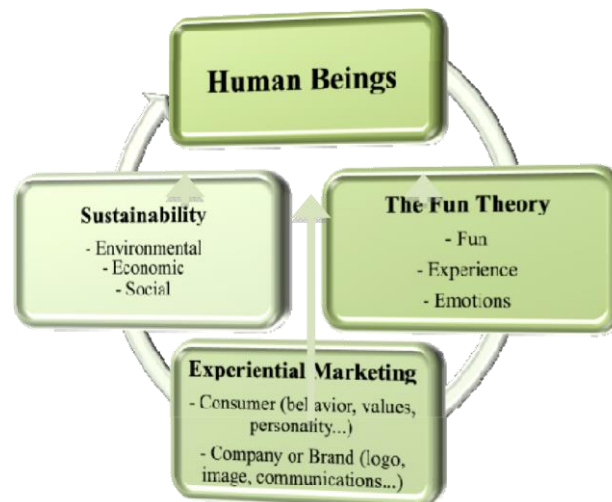 Human Beings
Sustainability
- Environmental
- Economic
- Social
The Fun Theory
- Fun
- Experience
- Emotions
Experiential Marketing
- Consumer (behavior, values,
personality...)
- Company or Brand (logo,
image, communications...)